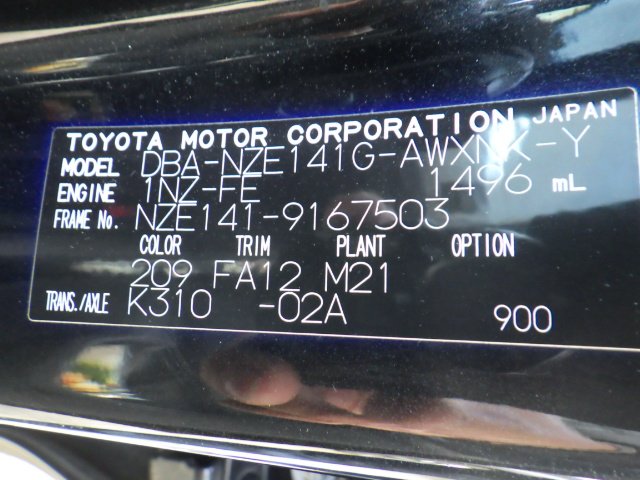 TOYOTA MOTOR CORPORATION JAPAN
MODEL DBA-NZE141G-AWXNK-Y
ENGINE 1NZ-FE 1496 mL
FRAME No. NZE141-9167503
COLOR TRIM PLANT OPTION
209 FA12 M21
TRANS./AXLE K310 -02A 900